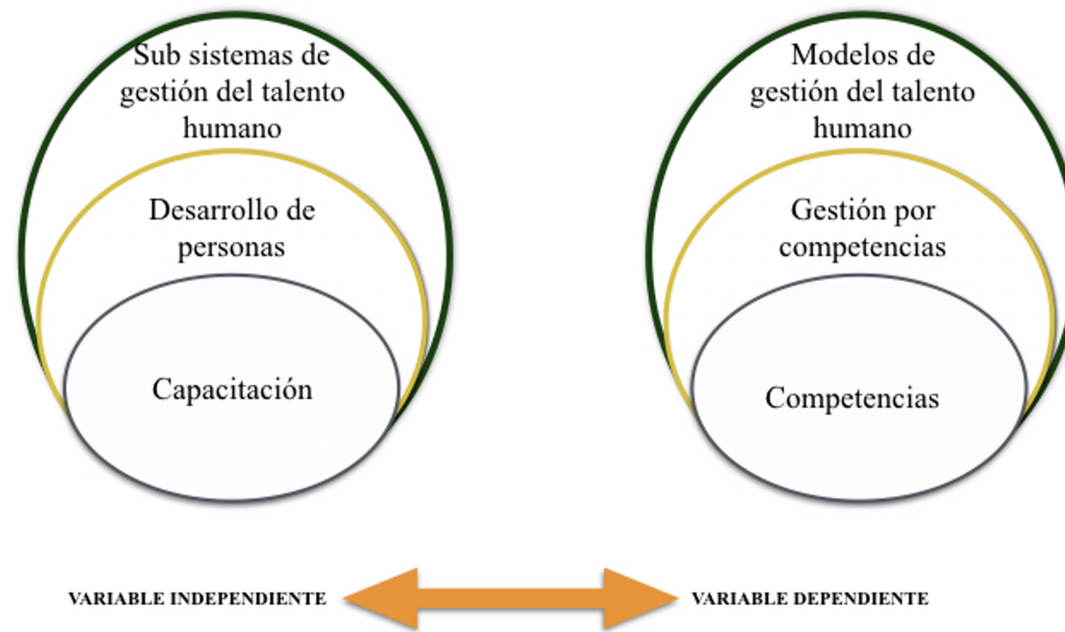 Sub sistemas de
gestión del talento
humano
Desarrollo de
personas
Capacitación
Modelos de
gestión del talento
humano
Gestión por
competencias
Competencias
VARIABLE INDEPENDIENTE
VARIABLE DEPENDIENTE